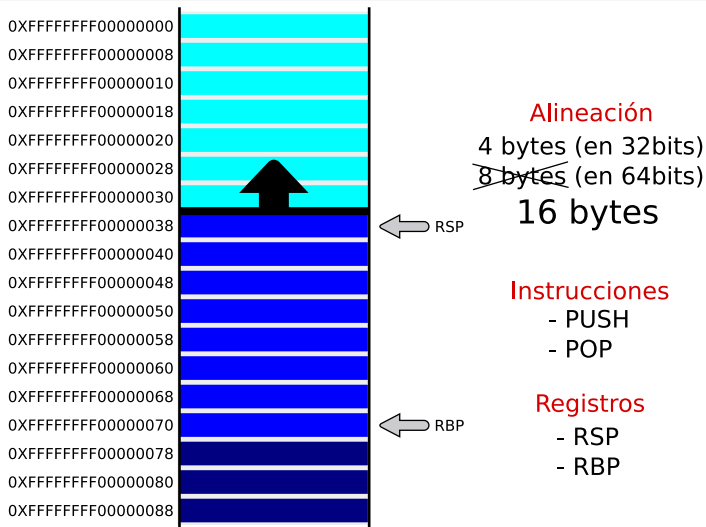 0XFFFFFFFF00000000
0XFFFFFFFF00000008
0XFFFFFFFF00000010
0XFFFFFFFF00000018
0XFFFFFFFF00000020
0XFFFFFFFF00000028
0XFFFFFFFF00000030
0XFFFFFFFF00000038
0XFFFFFFFF00000040
0XFFFFFFFF00000048
0XFFFFFFFF00000050
0XFFFFFFFF00000058
0XFFFFFFFF00000060
0XFFFFFFFF00000068
0XFFFFFFFF00000070
0XFFFFFFFF00000078
0XFFFFFFFF00000080
0XFFFFFFFF00000088
RSP
RBP
Alineación
4 bytes (en 32bits)
8 bytes (en 64bits)
16 bytes
Instrucciones
- PUSH
- POP
Registros
- RSP
- RBP